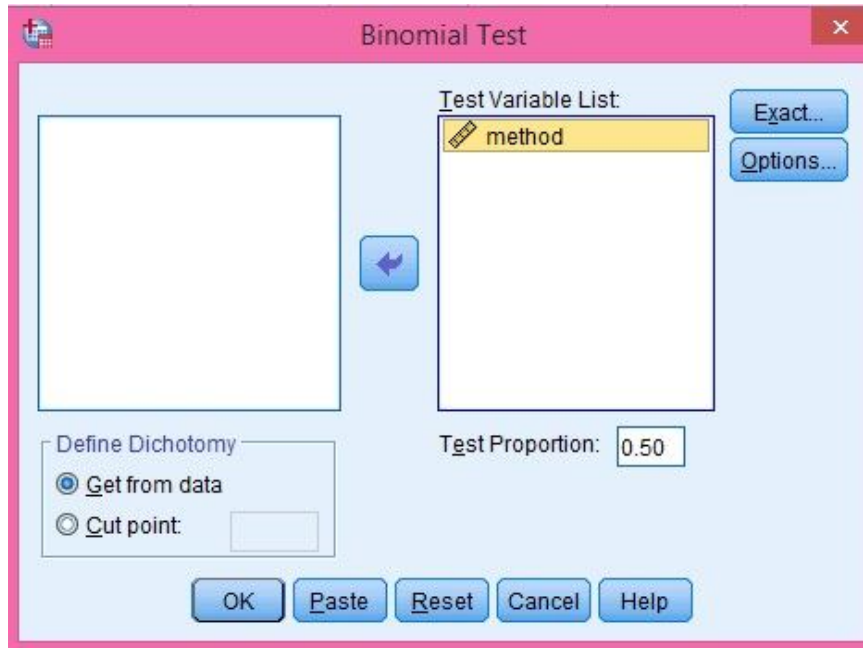 Binomial Test
Test Variable List:
method
Exact...
Options...
Define Dichotomy
Get from data
Cut point:
Test Proportion: 0.50
OK Paste Reset Cancel Help